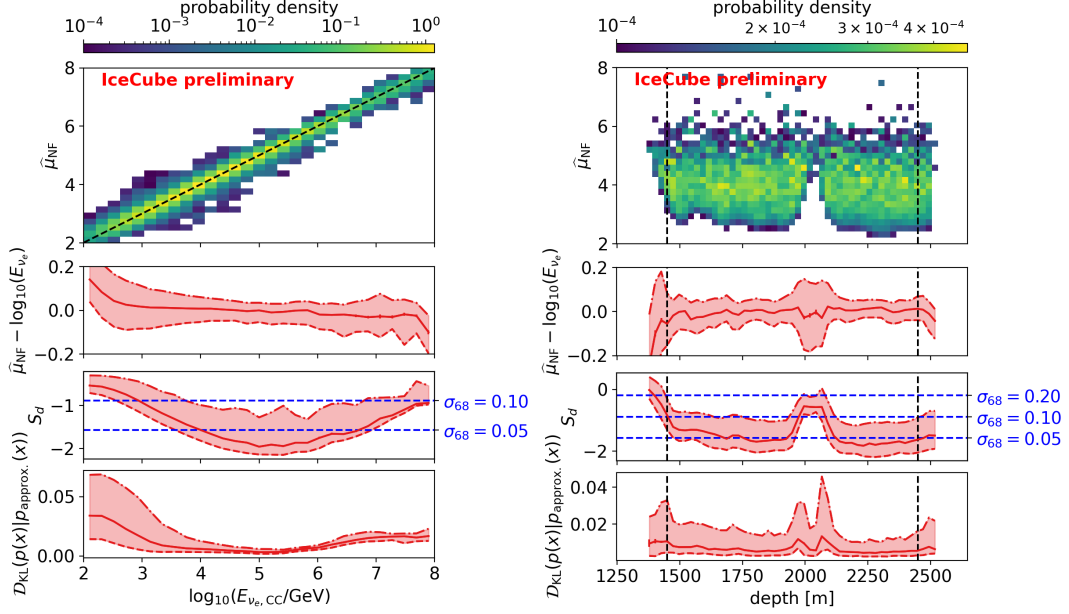 probability density
10⁻⁴ 10⁻³ 10⁻² 10⁻¹ 10⁰
IceCube preliminary
8
6
4
2
μ̂_NF
0.2
0.0
−0.2
μ̂_NF − log₁₀(E_νₑ)
−1
−2
S_d
σ₆₈ = 0.10
σ₆₈ = 0.05
0.05
0.00
𝒟_KL(p(x)|p_approx.(x))
2 3 4 5 6 7 8
log₁₀(E_νₑ,CC/GeV)
probability density
10⁻⁴ 2 × 10⁻⁴ 3 × 10⁻⁴ 4 × 10⁻⁴
IceCube preliminary
8
6
4
2
μ̂_NF
0.2
0.0
−0.2
μ̂_NF − log₁₀(E_νₑ)
0
−2
S_d
σ₆₈ = 0.20
σ₆₈ = 0.10
σ₆₈ = 0.05
0.04
0.02
𝒟_KL(p(x)|p_approx.(x))
1250 1500 1750 2000 2250 2500
depth [m]